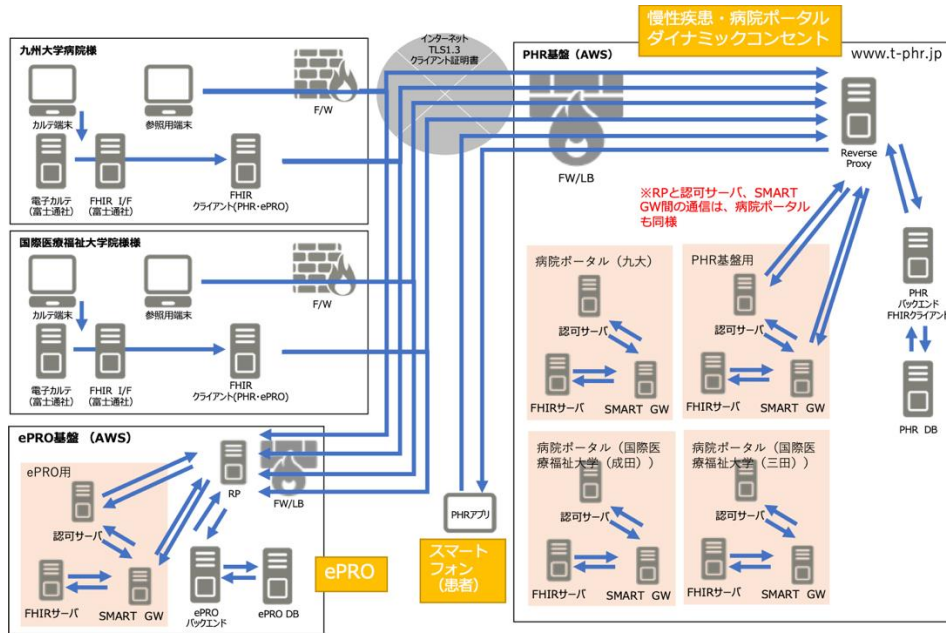 慢性疾患・病院ポータル
ダイナミックコンセント
九州大学病院様
カルテ端末
参照用端末
F/W
電子カルテ
(富士通社)
FHIR I/F
(富士通社)
FHIR
クライアント(PHR・ePRO)
インターネット
TLS1.3
クライアント証明書
PHR基盤（AWS）
www.t-phr.jp
FW/LB
Reverse
Proxy
※RPと認可サーバ、SMART
GW間の通信は、病院ポータル
も同様
国際医療福祉大学院様様
カルテ端末
参照用端末
F/W
電子カルテ
(富士通社)
FHIR I/F
(富士通社)
FHIR
クライアント(PHR・ePRO)
病院ポータル（九大）
認可サーバ
FHIRサーバ
SMART GW
PHR基盤用
認可サーバ
FHIRサーバ
SMART GW
PHR
バックエンド
FHIRクライアント
PHR DB
病院ポータル（国際医
療福祉大学（成田））
認可サーバ
FHIRサーバ
SMART GW
病院ポータル（国際医
療福祉大学（三田））
認可サーバ
FHIRサーバ
SMART GW
ePRO基盤 （AWS）
ePRO用
認可サーバ
FHIRサーバ
SMART GW
RP
FW/LB
ePRO
バックエンド
ePRO DB
ePRO
PHRアプリ
スマート
フォン
（患者）